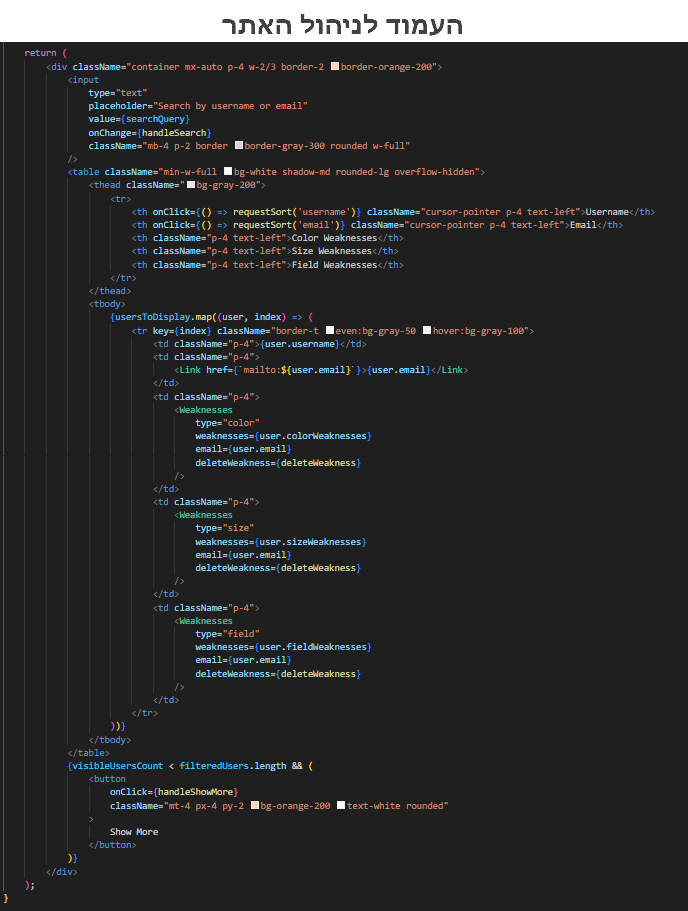 העמוד לניהול האתר
return (
<div className="container mx-auto p-4 w-2/3 border-2 border-orange-200">
<input
type="text"
placeholder="Search by username or email"
value={searchQuery}
onChange={handleSearch}
className="mb-4 p-2 border border-gray-300 rounded w-full"
/>
<table className="min-w-full bg-white shadow-md rounded-lg overflow-hidden">
<thead className="bg-gray-200">
<tr>
<th onClick={() => requestSort('username')} className="cursor-pointer p-4 text-left">Username</th>
<th onClick={() => requestSort('email')} className="cursor-pointer p-4 text-left">Email</th>
<th className="p-4 text-left">Color Weaknesses</th>
<th className="p-4 text-left">Size Weaknesses</th>
<th className="p-4 text-left">Field Weaknesses</th>
</tr>
</thead>
<tbody>
{usersToDisplay.map((user, index) => (
<tr key={index} className="border-t even:bg-gray-50 hover:bg-gray-100">
<td className="p-4">{user.username}</td>
<td className="p-4">
<Link href={`mailto:${user.email}`}>{user.email}</Link>
</td>
<td className="p-4">
<Weaknesses
type="color"
weaknesses={user.colorWeaknesses}
email={user.email}
deleteWeakness={deleteWeakness}
/>
</td>
<td className="p-4">
<Weaknesses
type="size"
weaknesses={user.sizeWeaknesses}
email={user.email}
deleteWeakness={deleteWeakness}
/>
</td>
<td className="p-4">
<Weaknesses
type="field"
weaknesses={user.fieldWeaknesses}
email={user.email}
deleteWeakness={deleteWeakness}
/>
</td>
</tr>
))}
</tbody>
</table>
{visibleUsersCount < filteredUsers.length && (
<button
onClick={handleShowMore}
className="mt-4 px-4 py-2 bg-orange-200 text-white rounded"
>
Show More
</button>
)}
</div>
);
}